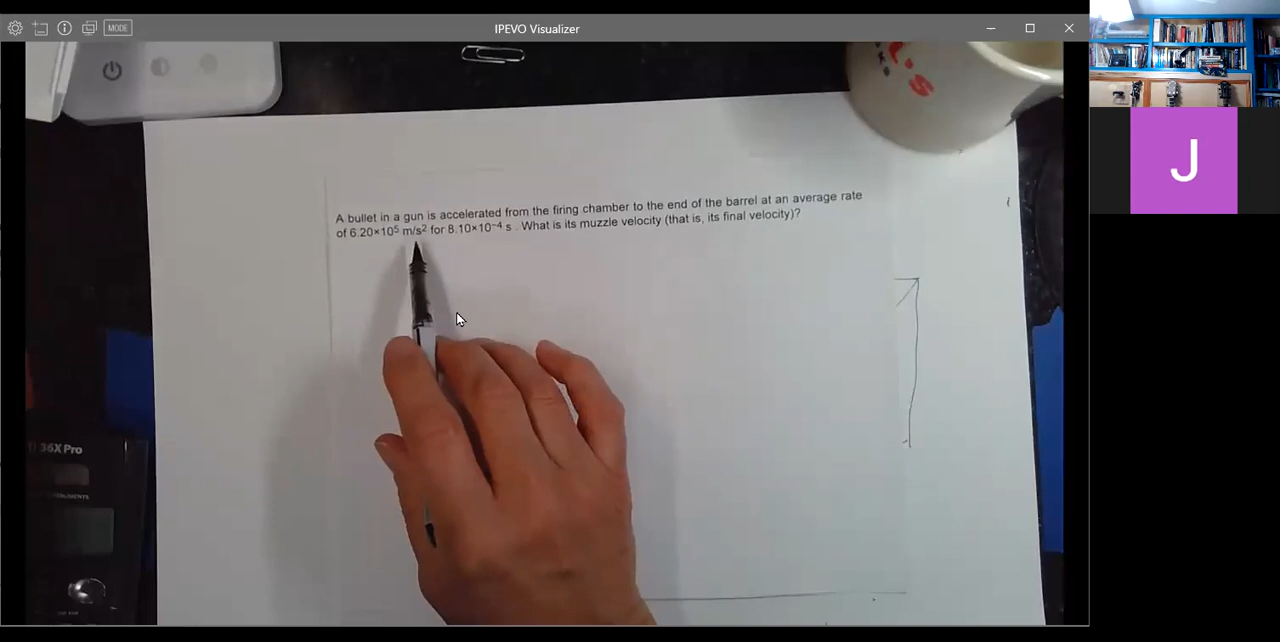 IPEVO Visualizer
MODE
A bullet in a gun is accelerated from the firing chamber to the end of the barrel at an average rate
of 6.20×10⁵ m/s² for 8.10×10⁻⁴ s . What is its muzzle velocity (that is, its final velocity)?
36X Pro
J